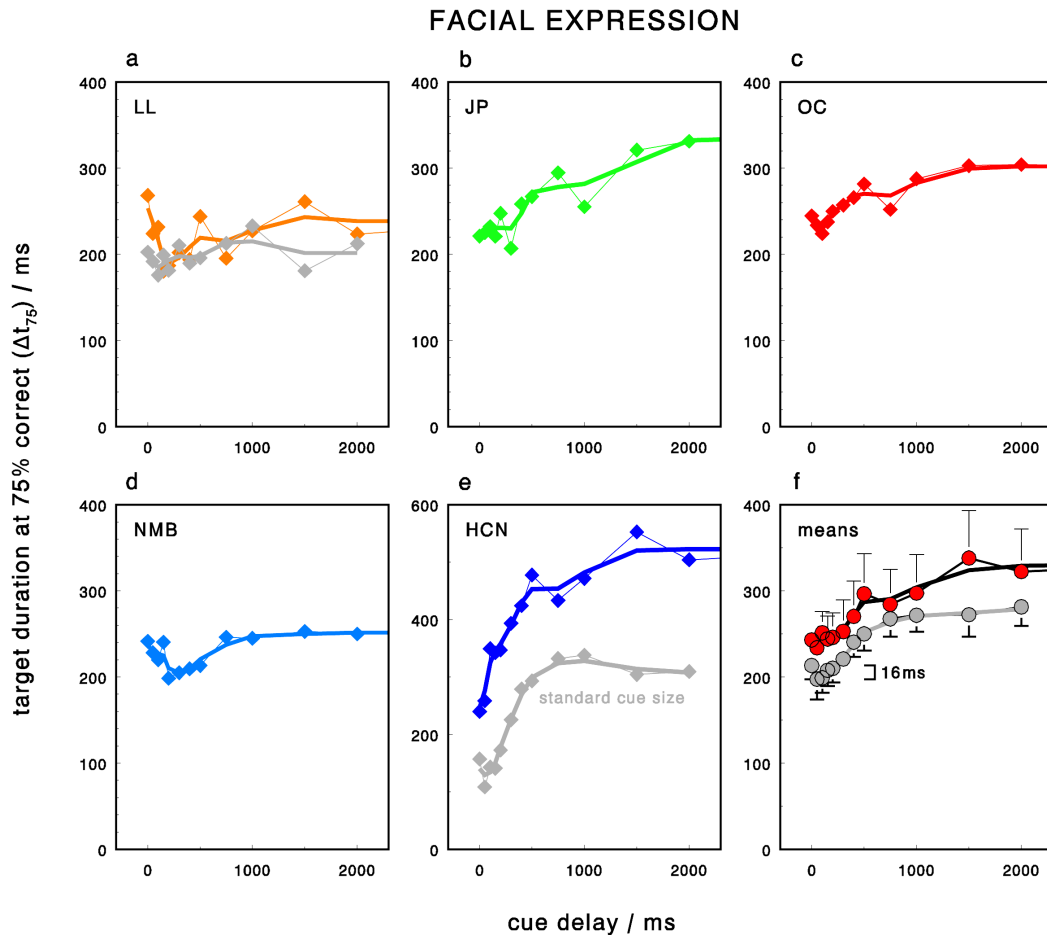 FACIAL EXPRESSION
a
b
c
400
300
200
100
0
LL
0
1000
2000
400
300
200
100
0
JP
0
1000
2000
400
300
200
100
0
OC
0
1000
2000
d
e
f
400
300
200
100
0
NMB
0
1000
2000
600
400
200
0
HCN
standard cue size
0
1000
2000
400
300
200
100
0
means
16ms
0
1000
2000
target duration at 75% correct (Δt75) / ms
cue delay / ms